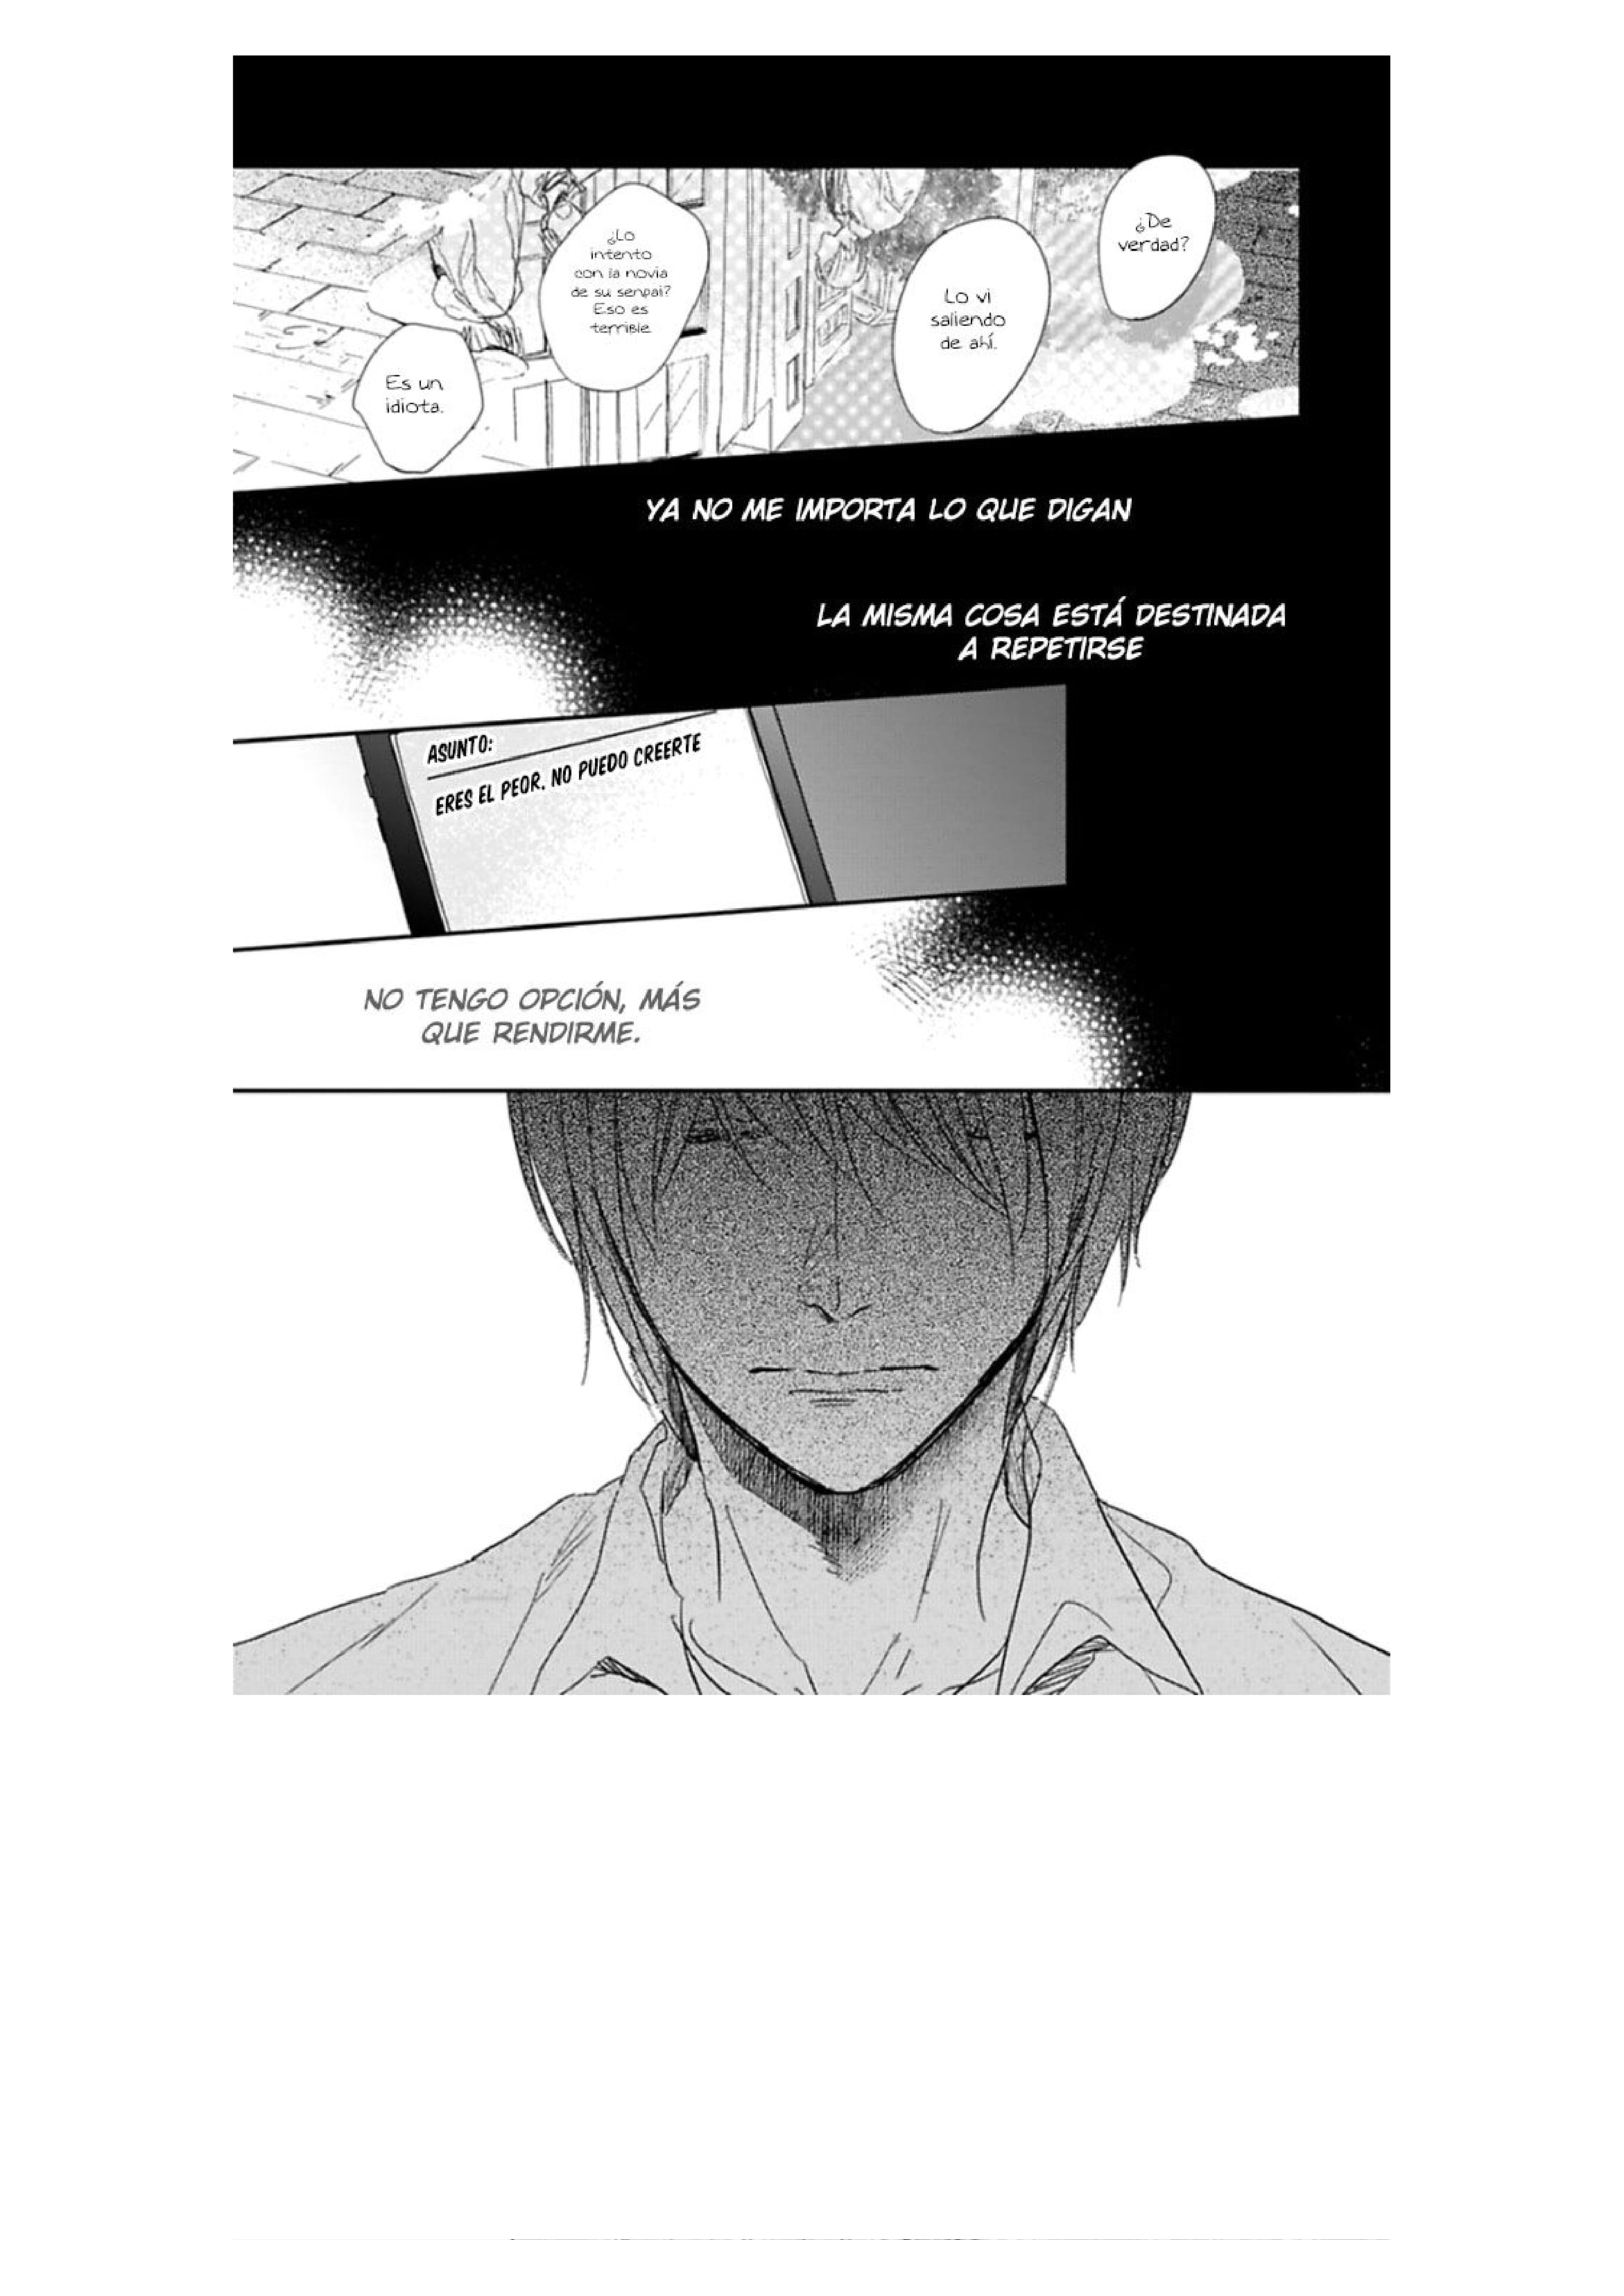 ¿De
verdad?
Lo vi
saliendo
de ahí.
¿Lo
intento
con la novia
de su senpai?
Eso es
terrible
Es un
idiota.
YA NO ME IMPORTA LO QUE DIGAN
LA MISMA COSA ESTÁ DESTINADA
A REPETIRSE
ASUNTO:
ERES EL PEOR. NO PUEDO CREERTE
NO TENGO OPCIÓN, MÁS
QUE RENDIRME.